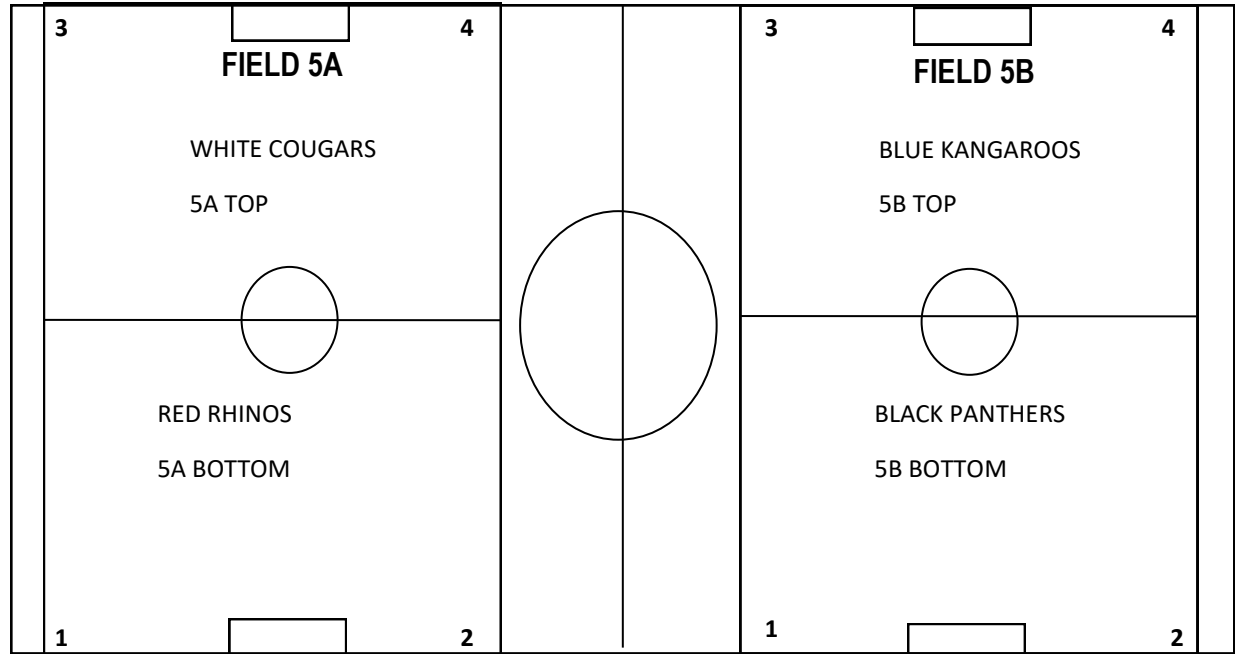 3
4
FIELD 5A
WHITE COUGARS
5A TOP
RED RHINOS
5A BOTTOM
1
2
3
4
FIELD 5B
BLUE KANGAROOS
5B TOP
BLACK PANTHERS
5B BOTTOM
1
2